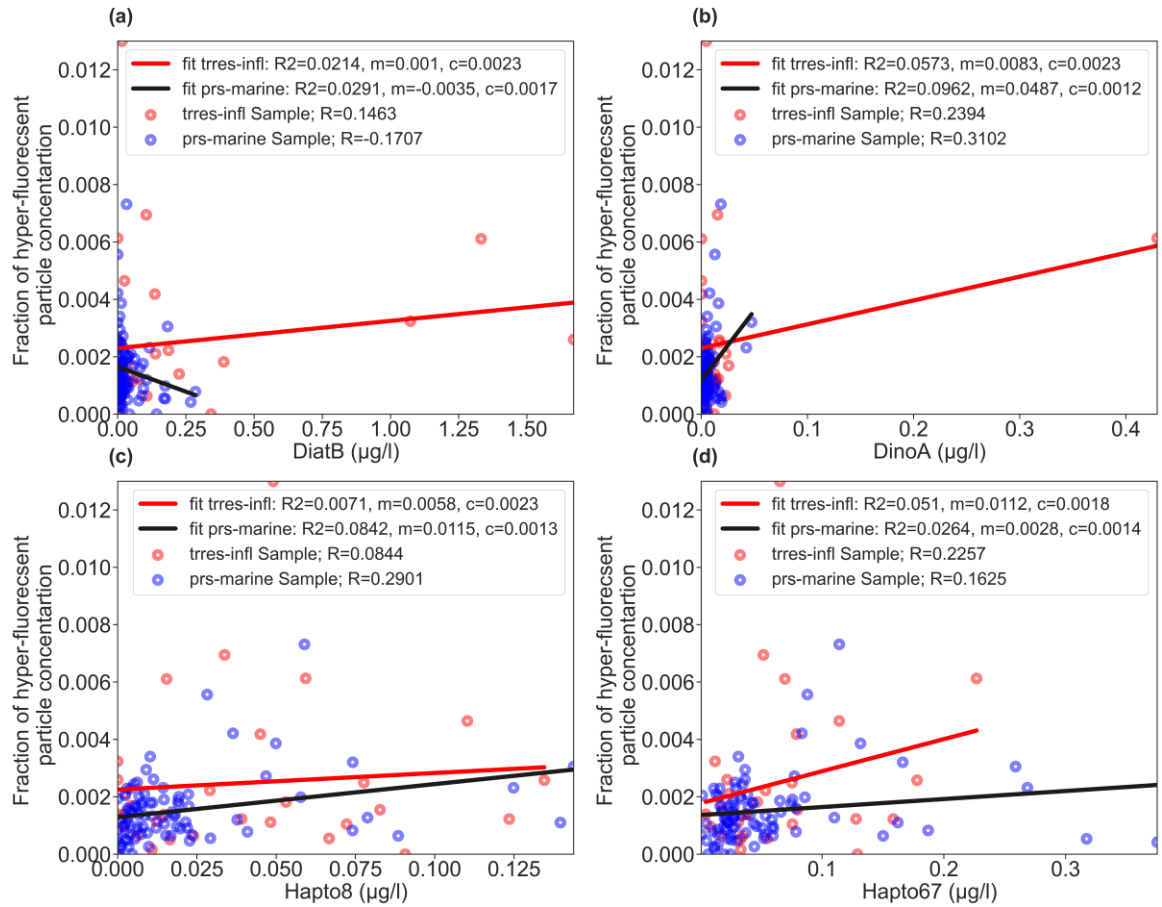 (a)
fit trres-infl: R2=0.0214, m=0.001, c=0.0023
fit prs-marine: R2=0.0291, m=-0.0035, c=0.0017
trres-infl Sample; R=0.1463
prs-marine Sample; R=-0.1707
0.012
0.010
0.008
0.006
0.004
0.002
0.000
Fraction of hyper-fluorecsent
particle concentartion
0.00 0.25 0.50 0.75 1.00 1.25 1.50
DiatB (µg/l)
(b)
fit trres-infl: R2=0.0573, m=0.0083, c=0.0023
fit prs-marine: R2=0.0962, m=0.0487, c=0.0012
trres-infl Sample; R=0.2394
prs-marine Sample; R=0.3102
0.012
0.010
0.008
0.006
0.004
0.002
0.000
Fraction of hyper-fluorecsent
particle concentartion
0.0 0.1 0.2 0.3 0.4
DinoA (µg/l)
(c)
fit trres-infl: R2=0.0071, m=0.0058, c=0.0023
fit prs-marine: R2=0.0842, m=0.0115, c=0.0013
trres-infl Sample; R=0.0844
prs-marine Sample; R=0.2901
0.012
0.010
0.008
0.006
0.004
0.002
0.000
Fraction of hyper-fluorecsent
particle concentartion
0.000 0.025 0.050 0.075 0.100 0.125
Hapto8 (µg/l)
(d)
fit trres-infl: R2=0.051, m=0.0112, c=0.0018
fit prs-marine: R2=0.0264, m=0.0028, c=0.0014
trres-infl Sample; R=0.2257
prs-marine Sample; R=0.1625
0.012
0.010
0.008
0.006
0.004
0.002
0.000
Fraction of hyper-fluorecsent
particle concentartion
0.1 0.2 0.3
Hapto67 (µg/l)